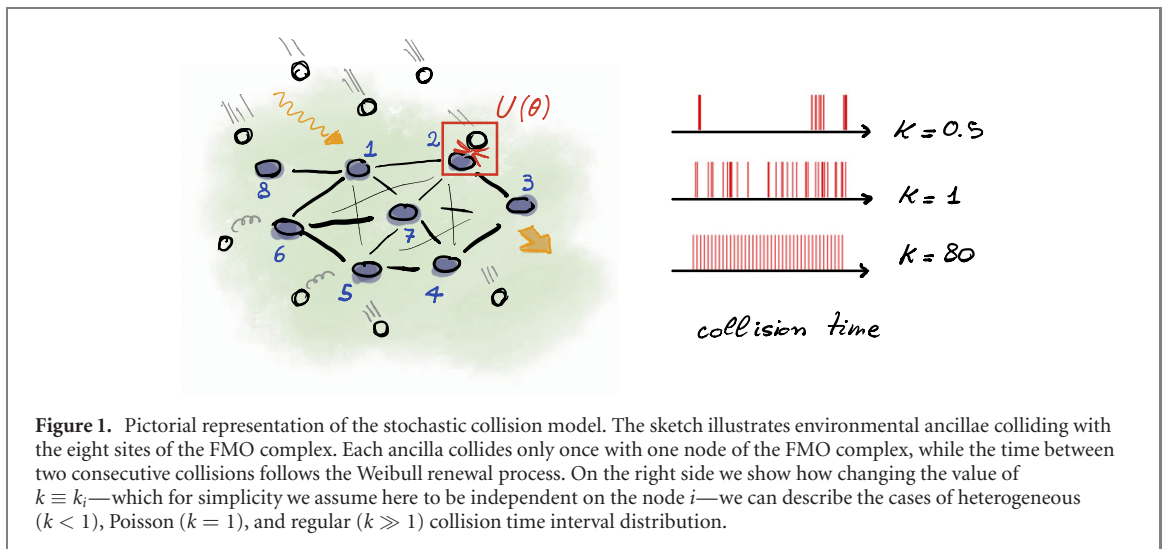 U(θ)
1
2
3
8
7
6
5
4
K = 0.5
K = 1
K = 80
collision time
Figure 1. Pictorial representation of the stochastic collision model. The sketch illustrates environmental ancillae colliding with
the eight sites of the FMO complex. Each ancilla collides only once with one node of the FMO complex, while the time between
two consecutive collisions follows the Weibull renewal process. On the right side we show how changing the value of
k ≡ kᵢ—which for simplicity we assume here to be independent on the node i—we can describe the cases of heterogeneous
(k < 1), Poisson (k = 1), and regular (k ≫ 1) collision time interval distribution.